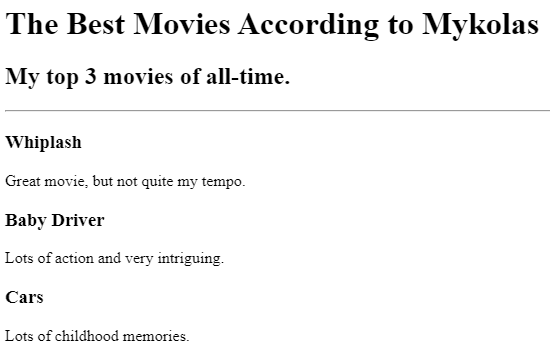 The Best Movies According to Mykolas
My top 3 movies of all-time.
Whiplash
Great movie, but not quite my tempo.
Baby Driver
Lots of action and very intriguing.
Cars
Lots of childhood memories.